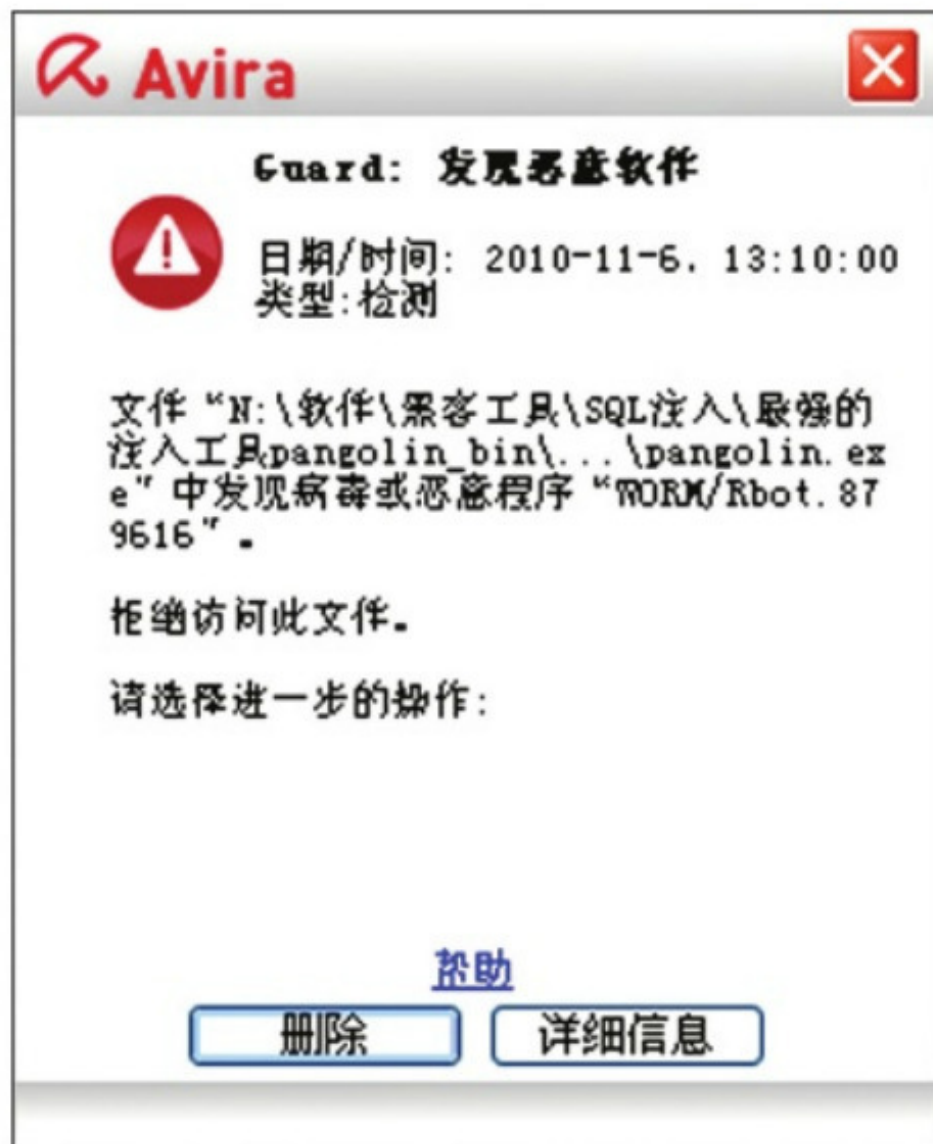 Avira
Guard: 发现恶意软件
日期/时间: 2010-11-6. 13:10:00
类型:检测
文件“N:\软件\黑客工具\SQL注入\最强的
注入工具pangolin_bin\...\pangolin.ex
e”中发现病毒或恶意程序“WORM/Rbot.87
9616”。
拒绝访问此文件。
请选择进一步的操作:
帮助
删除
详细信息